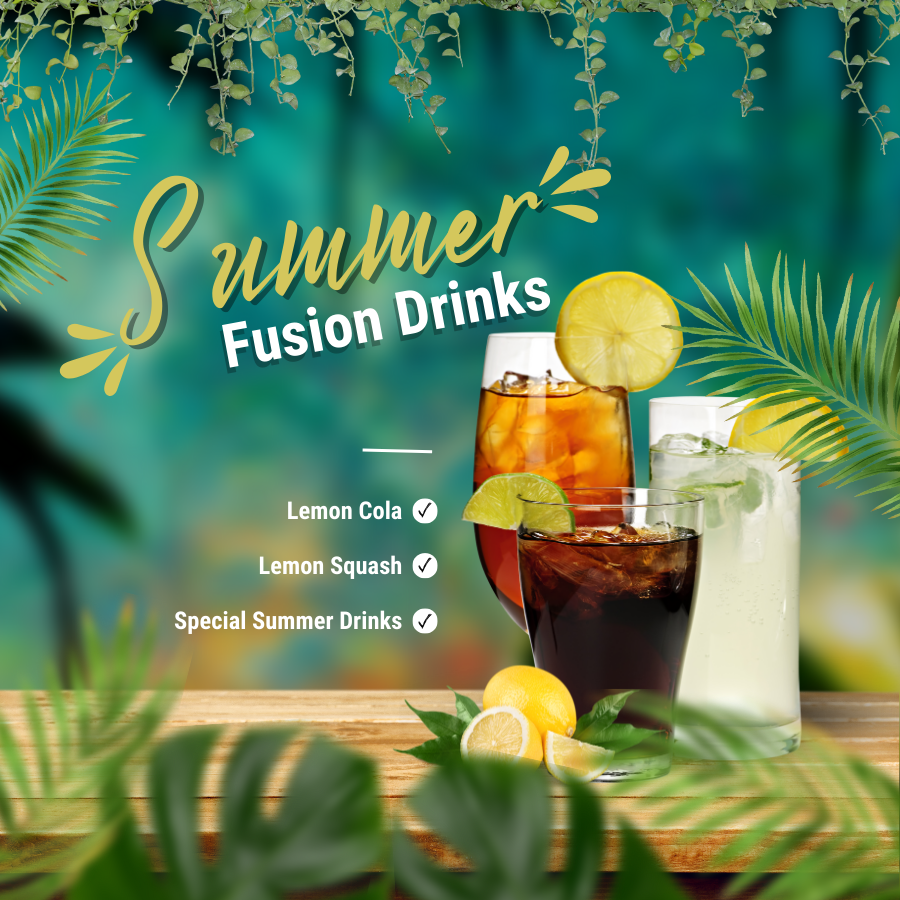 Summer
Fusion Drinks
Lemon Cola
Lemon Squash
Special Summer Drinks